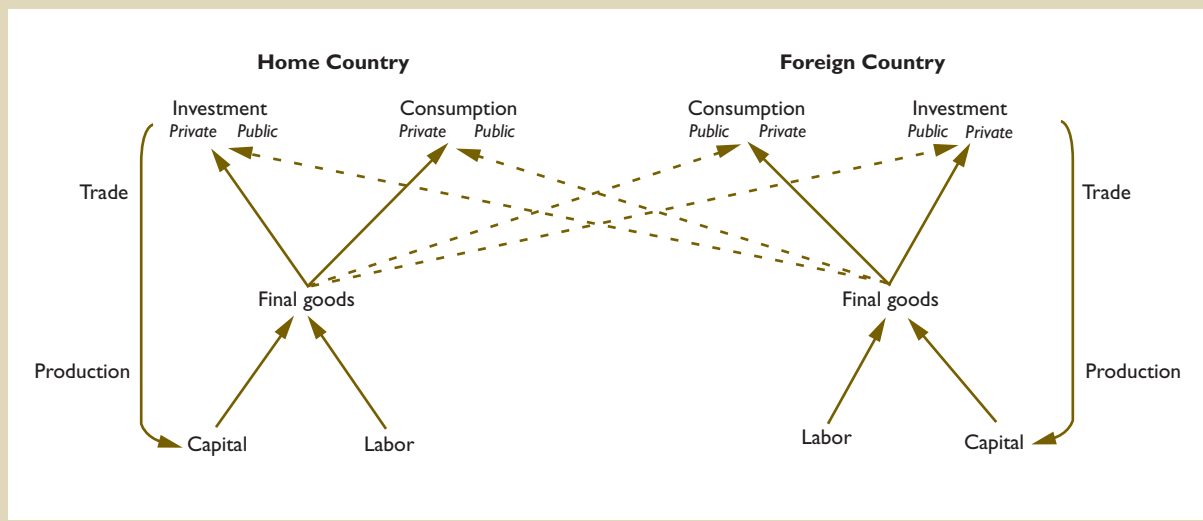 Home Country
Foreign Country
Investment
Private Public
Consumption
Private Public
Consumption
Public Private
Investment
Public Private
Trade
Trade
Final goods
Final goods
Production
Production
Capital
Labor
Labor
Capital